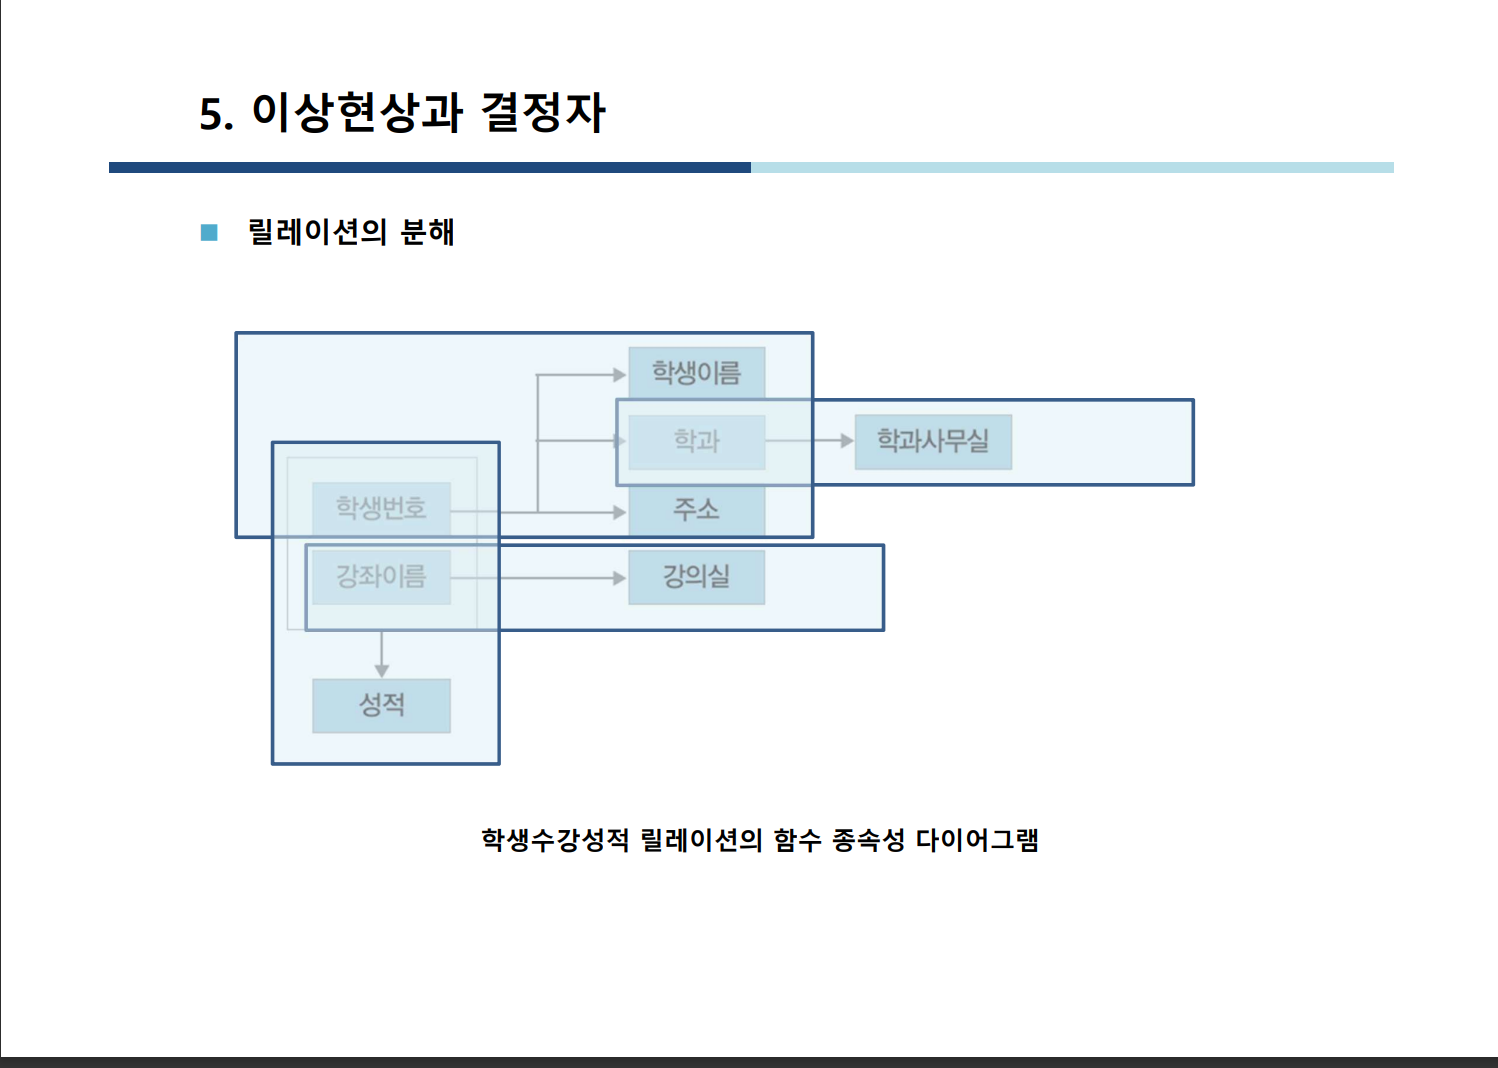 5. 이상현상과 결정자
릴레이션의 분해
학생이름
학과
학과사무실
학생번호
주소
강좌이름
강의실
성적
학생수강성적 릴레이션의 함수 종속성 다이어그램